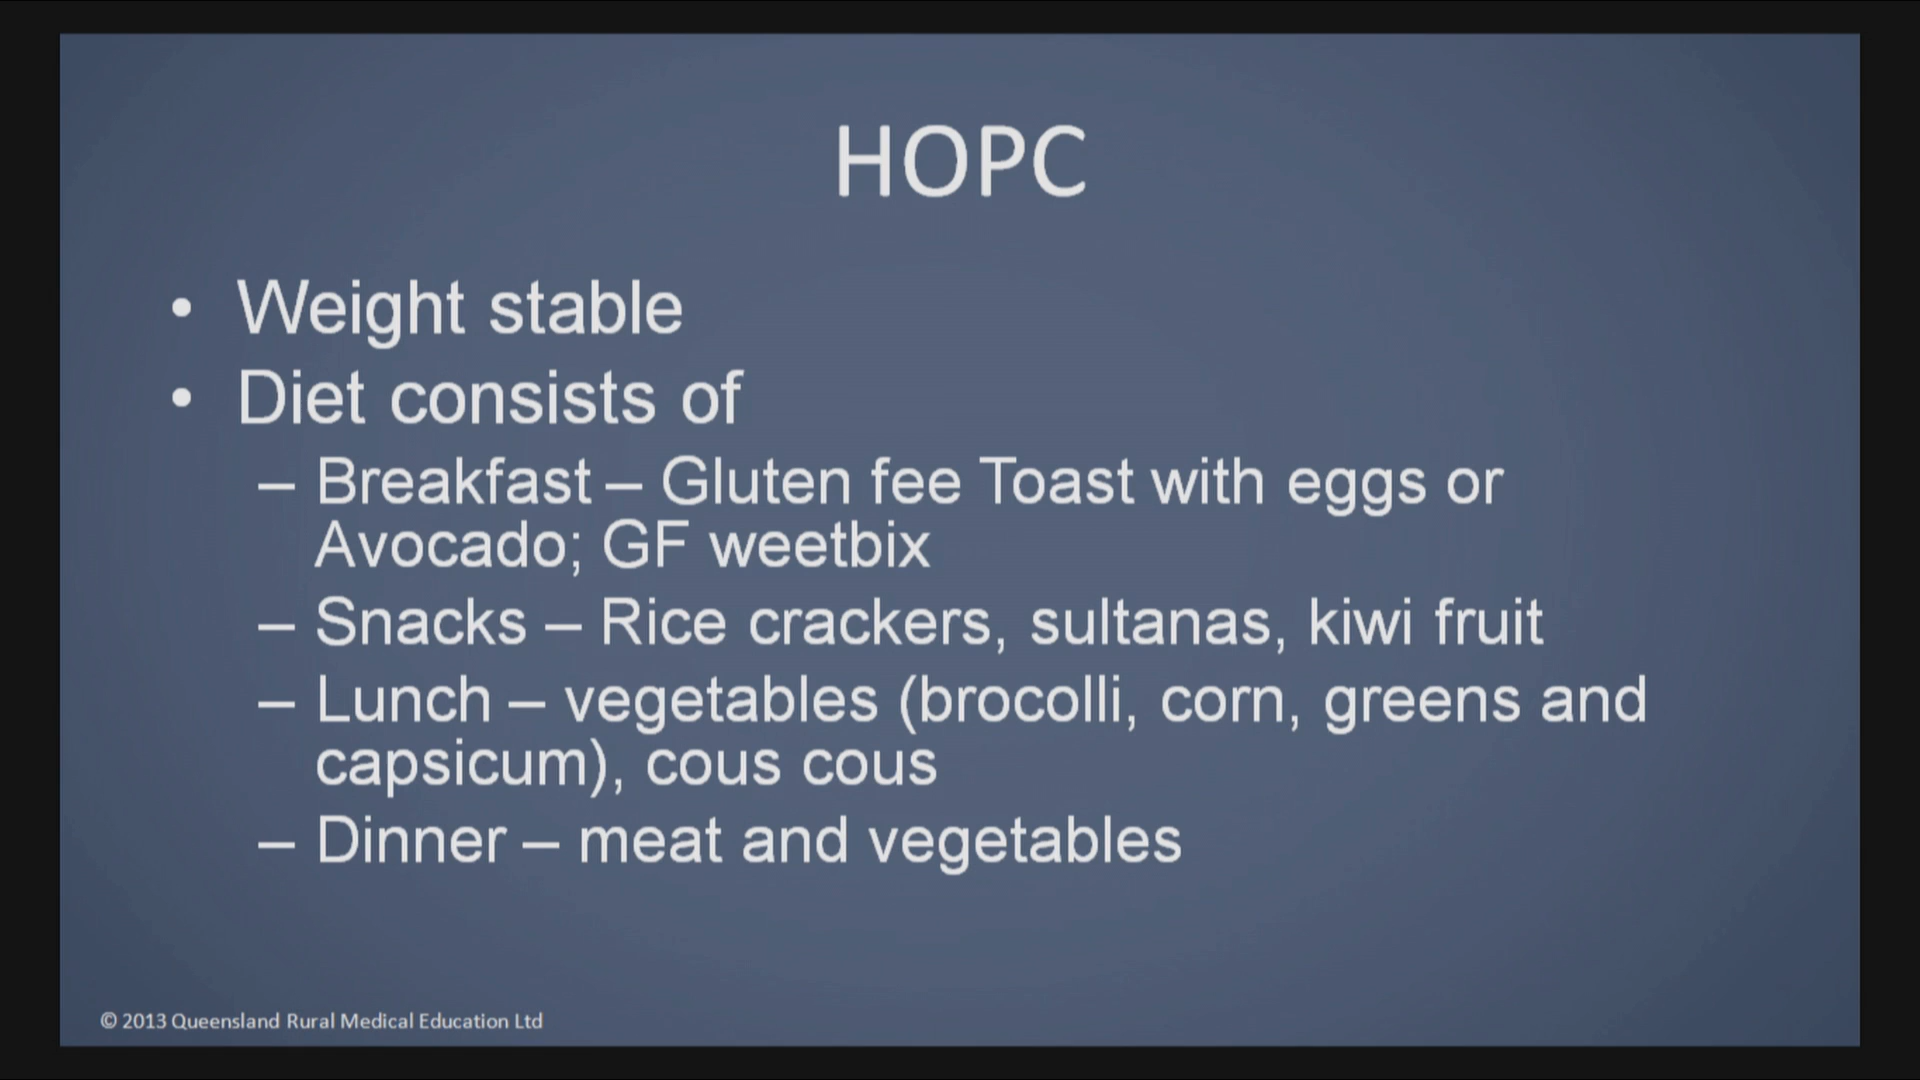 HOPC
• Weight stable
• Diet consists of
– Breakfast – Gluten fee Toast with eggs or
Avocado; GF weetbix
– Snacks – Rice crackers, sultanas, kiwi fruit
– Lunch – vegetables (brocolli, corn, greens and
capsicum), cous cous
– Dinner – meat and vegetables
© 2013 Queensland Rural Medical Education Ltd